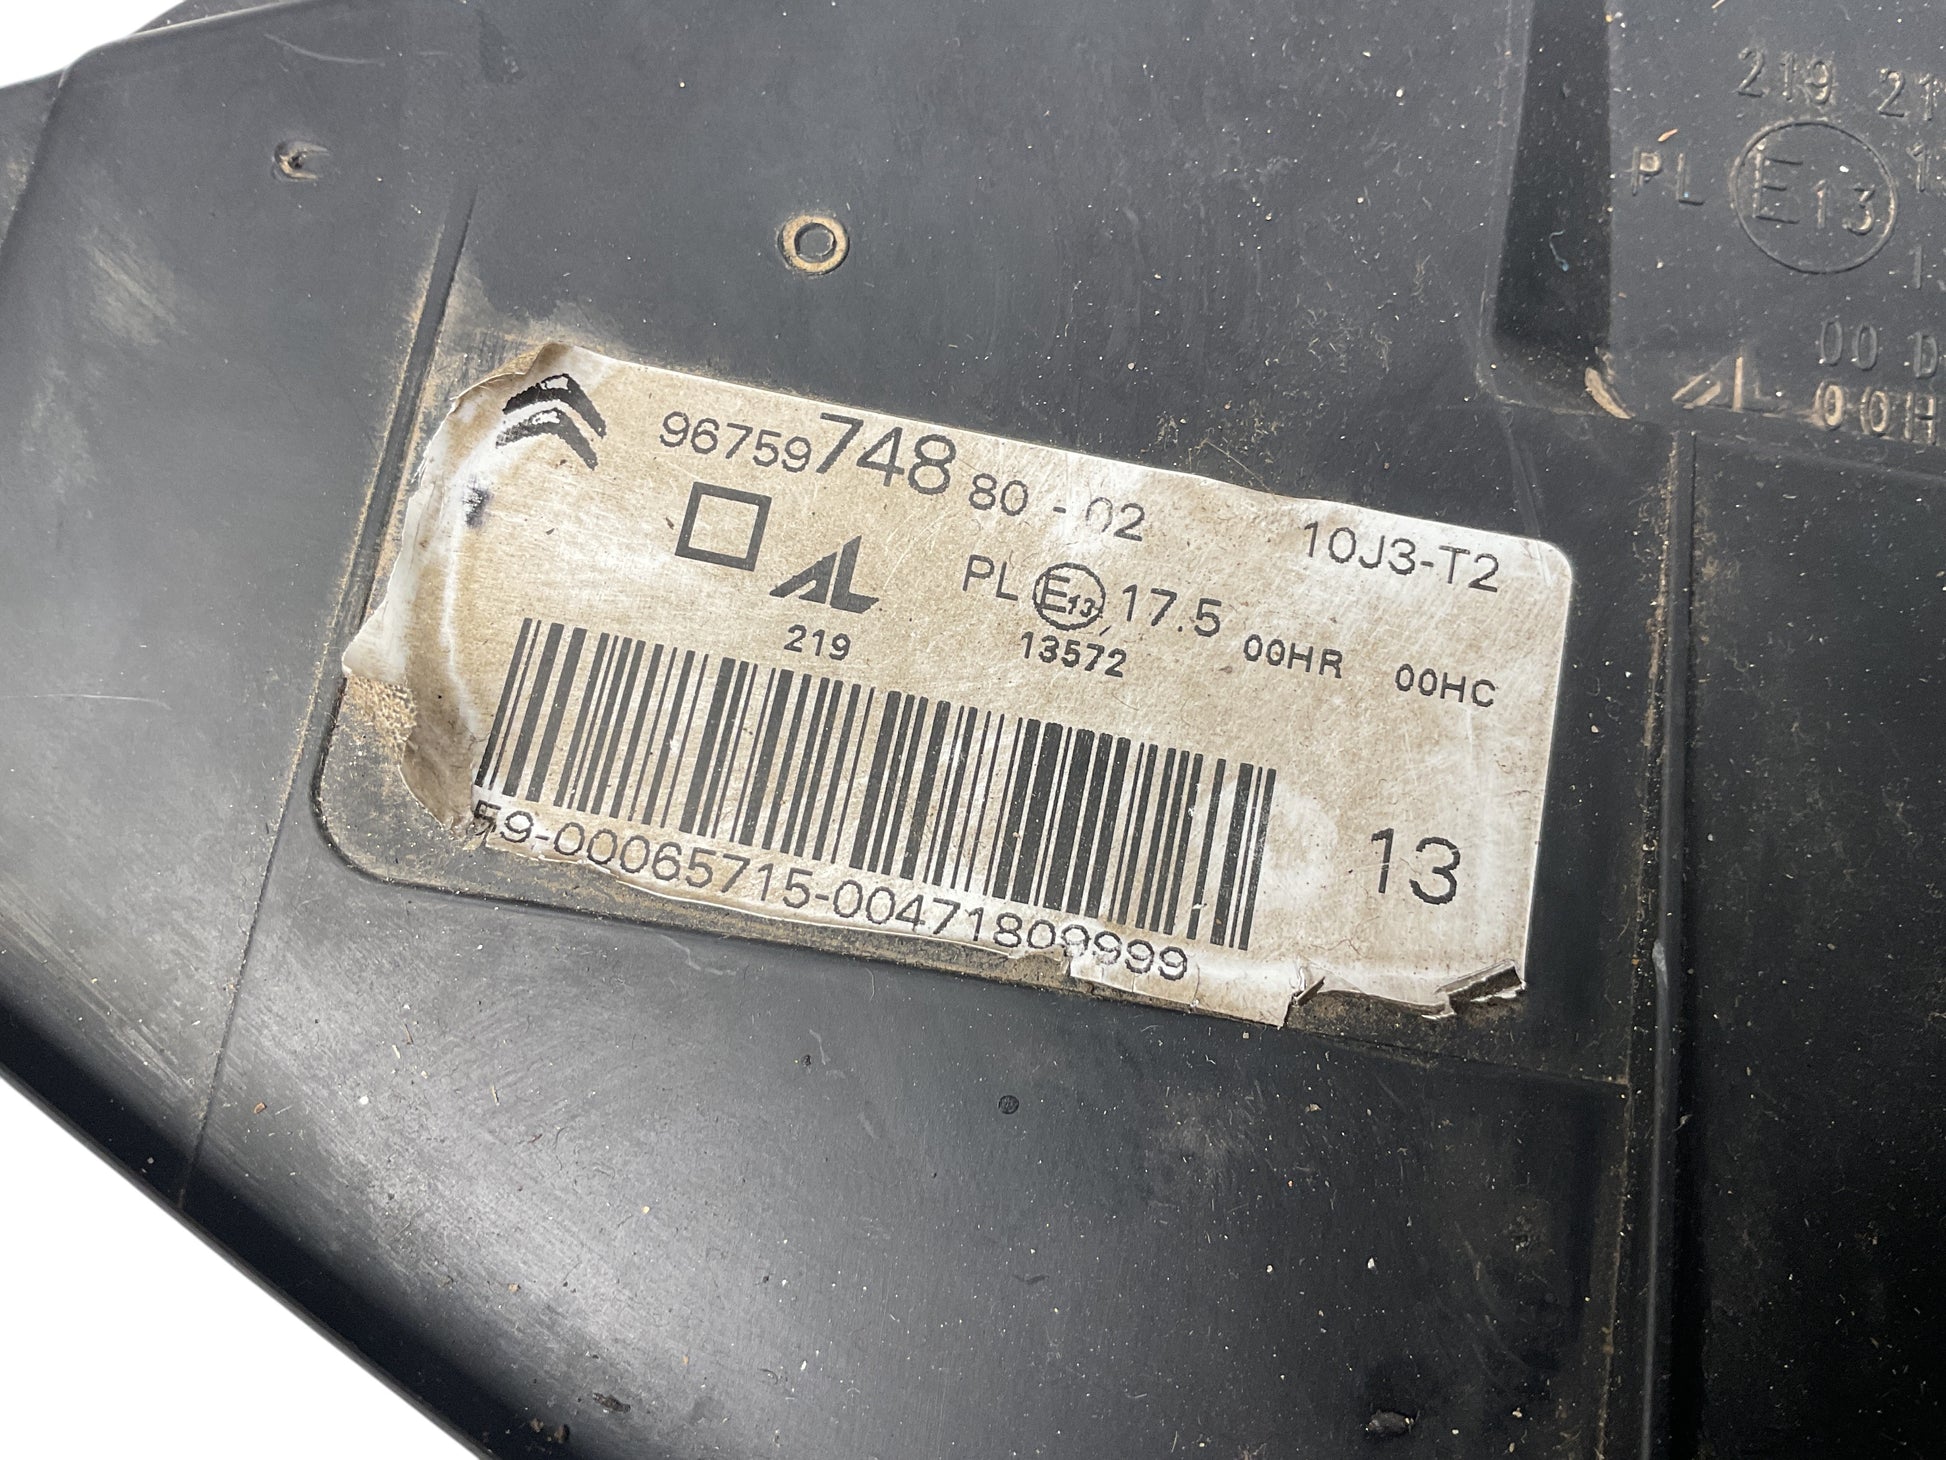 96759748 80 - 02 10J3-T2
PL E13 17.5 00HR 00HC
219 13572
59-00065715-00471809999
13
219 21
PL E13
00 D
AL 00H